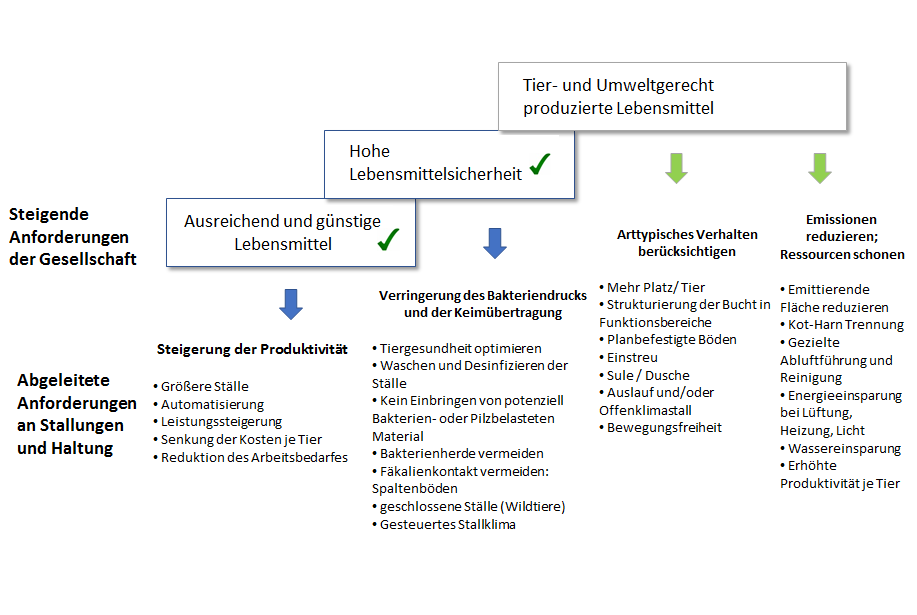 Tier- und Umweltgerecht
produzierte Lebensmittel
Hohe
Lebensmittelsicherheit
Ausreichend und günstige
Lebensmittel
Steigende
Anforderungen
der Gesellschaft
Abgeleitete
Anforderungen
an Stallungen
und Haltung
Steigerung der Produktivität
• Größere Ställe
• Automatisierung
• Leistungssteigerung
• Senkung der Kosten je Tier
• Reduktion des Arbeitsbedarfes
Verringerung des Bakteriendrucks
und der Keimübertragung
• Tiergesundheit optimieren
• Waschen und Desinfizieren der
Ställe
• Kein Einbringen von potenziell
Bakterien- oder Pilzbelasteten
Material
• Bakterienherde vermeiden
• Fäkalienkontakt vermeiden:
Spaltenböden
• geschlossene Ställe (Wildtiere)
• Gesteuertes Stallklima
Arttypisches Verhalten
berücksichtigen
• Mehr Platz/ Tier
• Strukturierung der Bucht in
Funktionsbereiche
• Planbefestigte Böden
• Einstreu
• Sule / Dusche
• Auslauf und/oder
Offenklimastall
• Bewegungsfreiheit
Emissionen
reduzieren;
Ressourcen schonen
• Emittierende
Fläche reduzieren
• Kot-Harn Trennung
• Gezielte
Abluftführung und
Reinigung
• Energieeinsparung
bei Lüftung,
Heizung, Licht
• Wassereinsparung
• Erhöhte
Produktivität je Tier